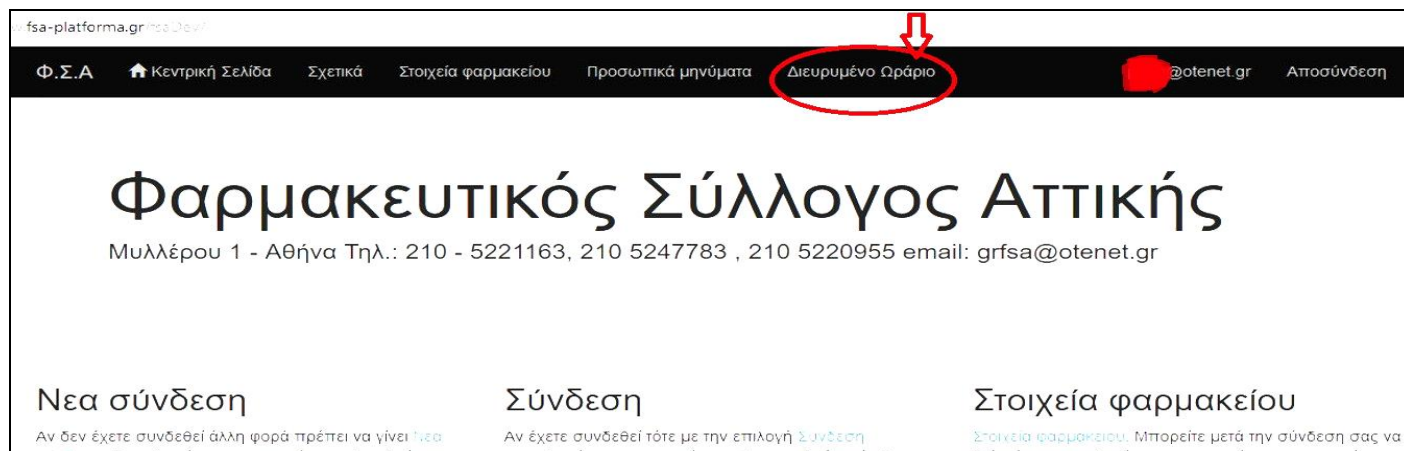 fsa-platforma.gr
Φ.Σ.Α Κεντρική Σελίδα Σχετικά Στοιχεία φαρμακείου Προσωπικά μηνύματα Διευρυμένο Ωράριο @otenet.gr Αποσύνδεση
Φαρμακευτικός Σύλλογος Αττικής
Μυλλέρου 1 - Αθήνα Τηλ.: 210 - 5221163, 210 5247783 , 210 5220955 email: grfsa@otenet.gr
Νεα σύνδεση
Αν δεν έχετε συνδεθεί άλλη φορά πρέπει να γίνει Νεα
Σύνδεση
Αν έχετε συνδεθεί τότε με την επιλογή Σύνδεση
Στοιχεία φαρμακείου
Στοιχεία φαρμακείου. Μπορείτε μετά την σύνδεση σας να